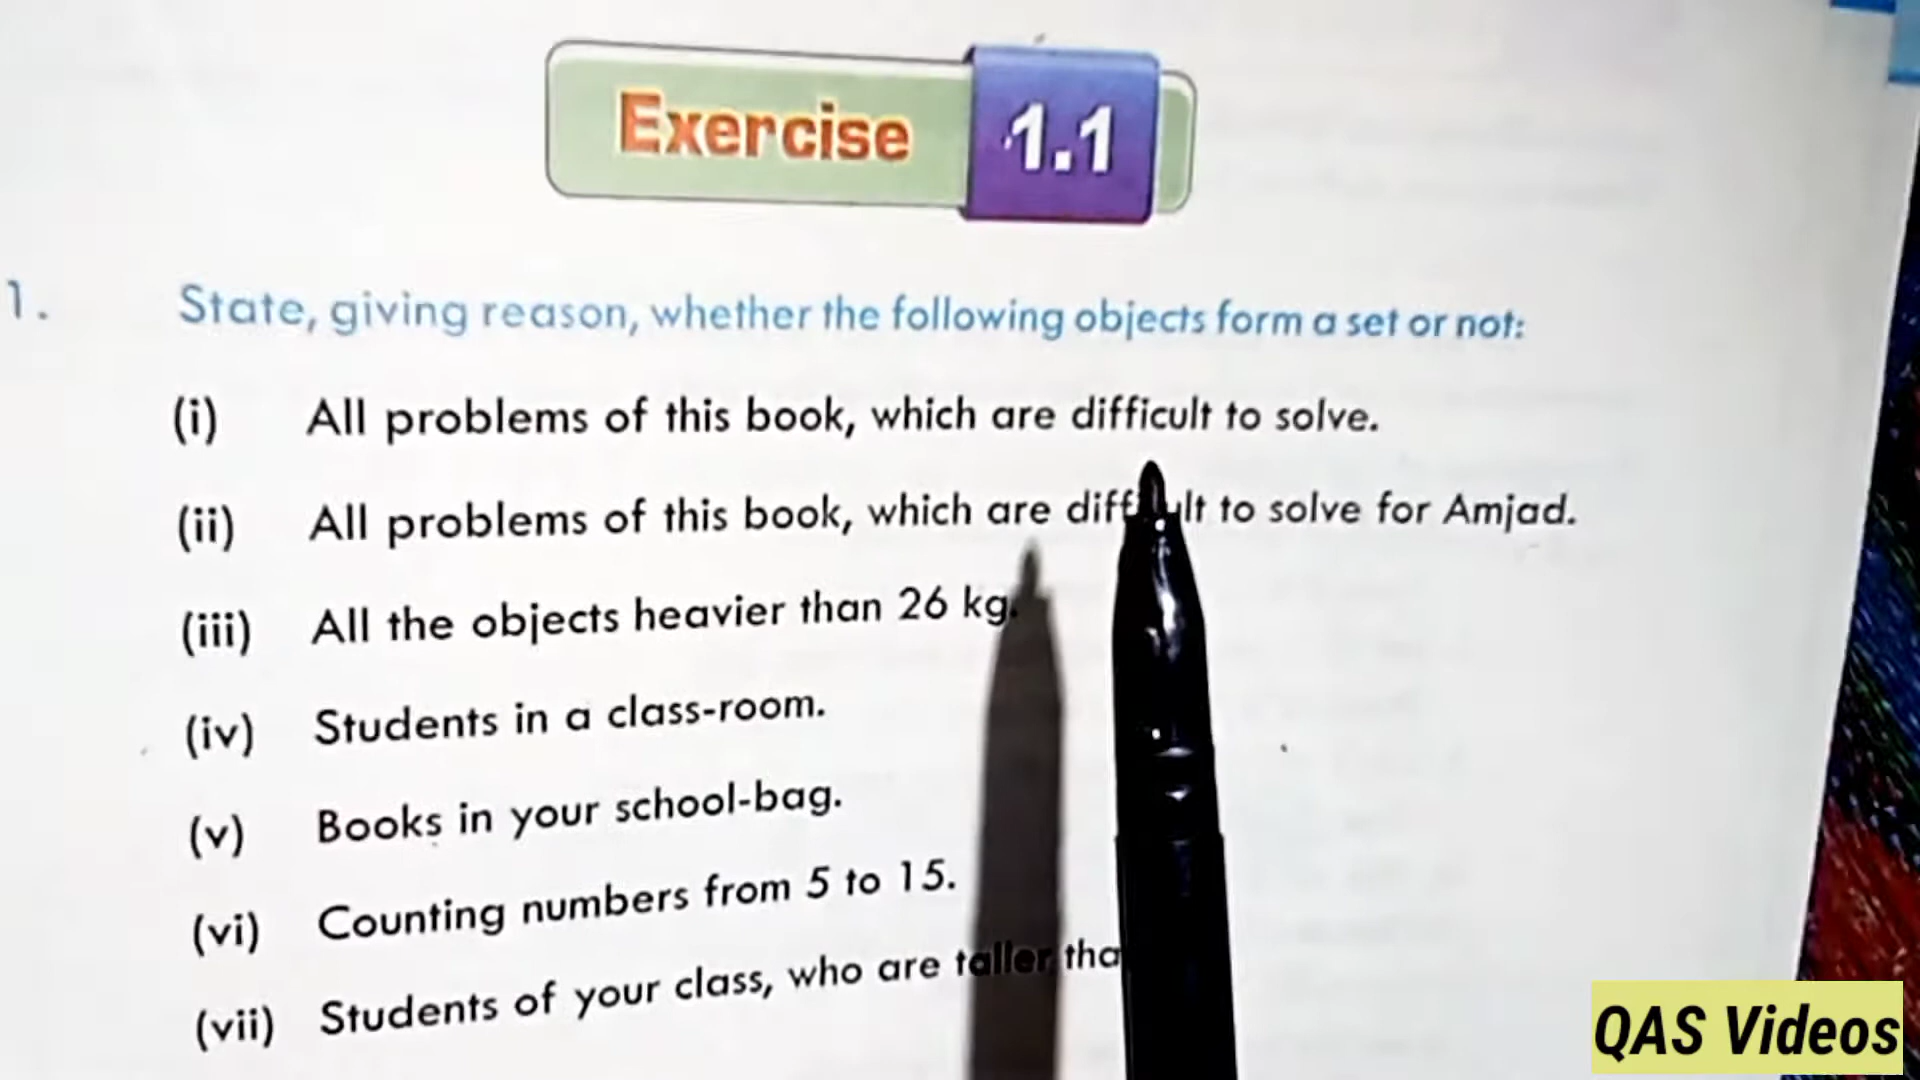 Exercise 1.1
1. State, giving reason, whether the following objects form a set or not:
(i) All problems of this book, which are difficult to solve.
(ii) All problems of this book, which are to solve for Amjad.
(iii) All the objects heavier than 26 kg.
(iv) Students in a class-room.
(v) Books in your school-bag.
(vi) Counting numbers from 5 to 15.
(vii) Students of your class, who are taller
QAS Videos